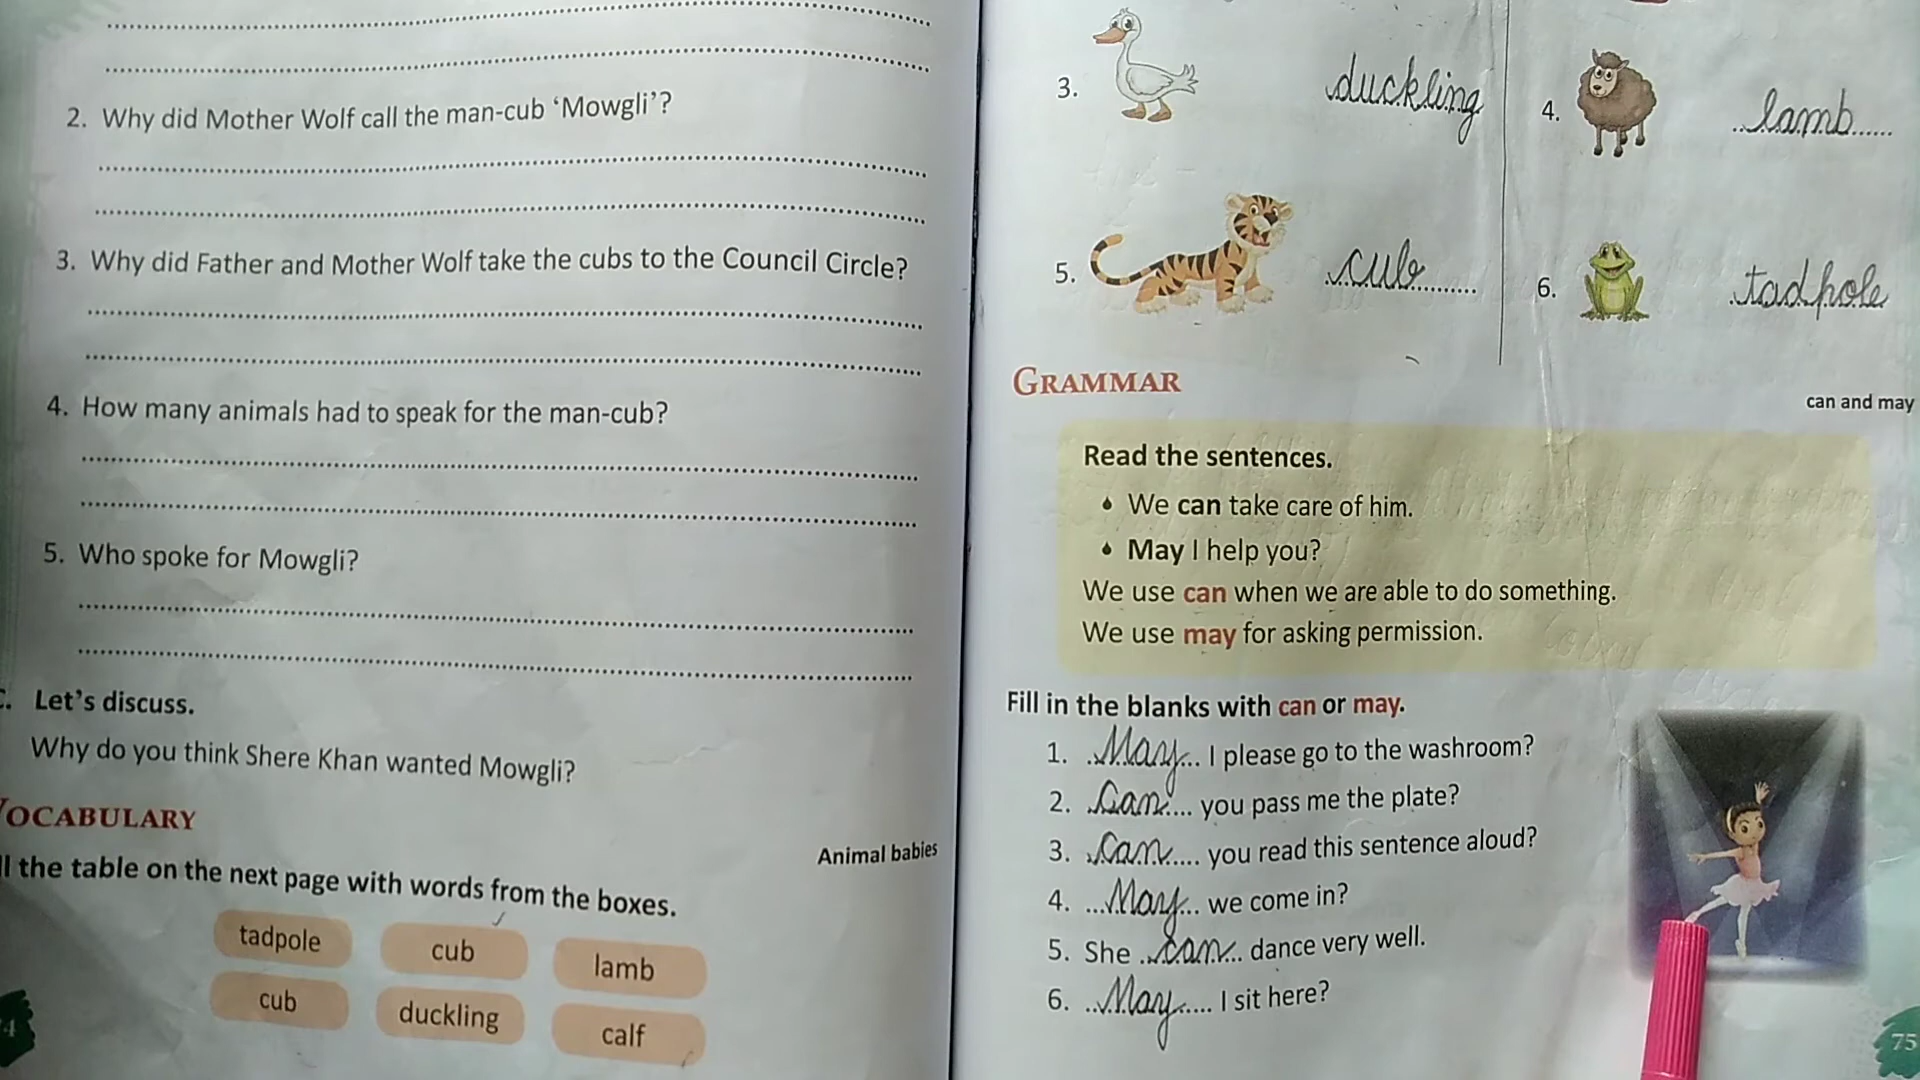 2. Why did Mother Wolf call the man-cub ‘Mowgli’?
3. Why did Father and Mother Wolf take the cubs to the Council Circle?
4. How many animals had to speak for the man-cub?
5. Who spoke for Mowgli?
Let’s discuss.
Why do you think Shere Khan wanted Mowgli?
VOCABULARY
Animal babies
the table on the next page with words from the boxes.
tadpole cub lamb
cub duckling calf
4
3. duckling 4. lamb
5. cub 6. tadpole
GRAMMAR
can and may
Read the sentences.
• We can take care of him.
• May I help you?
We use can when we are able to do something.
We use may for asking permission.
Fill in the blanks with can or may.
1. May I please go to the washroom?
2. Can you pass me the plate?
3. Can you read this sentence aloud?
4. May we come in?
5. She can dance very well.
6. May I sit here?
75